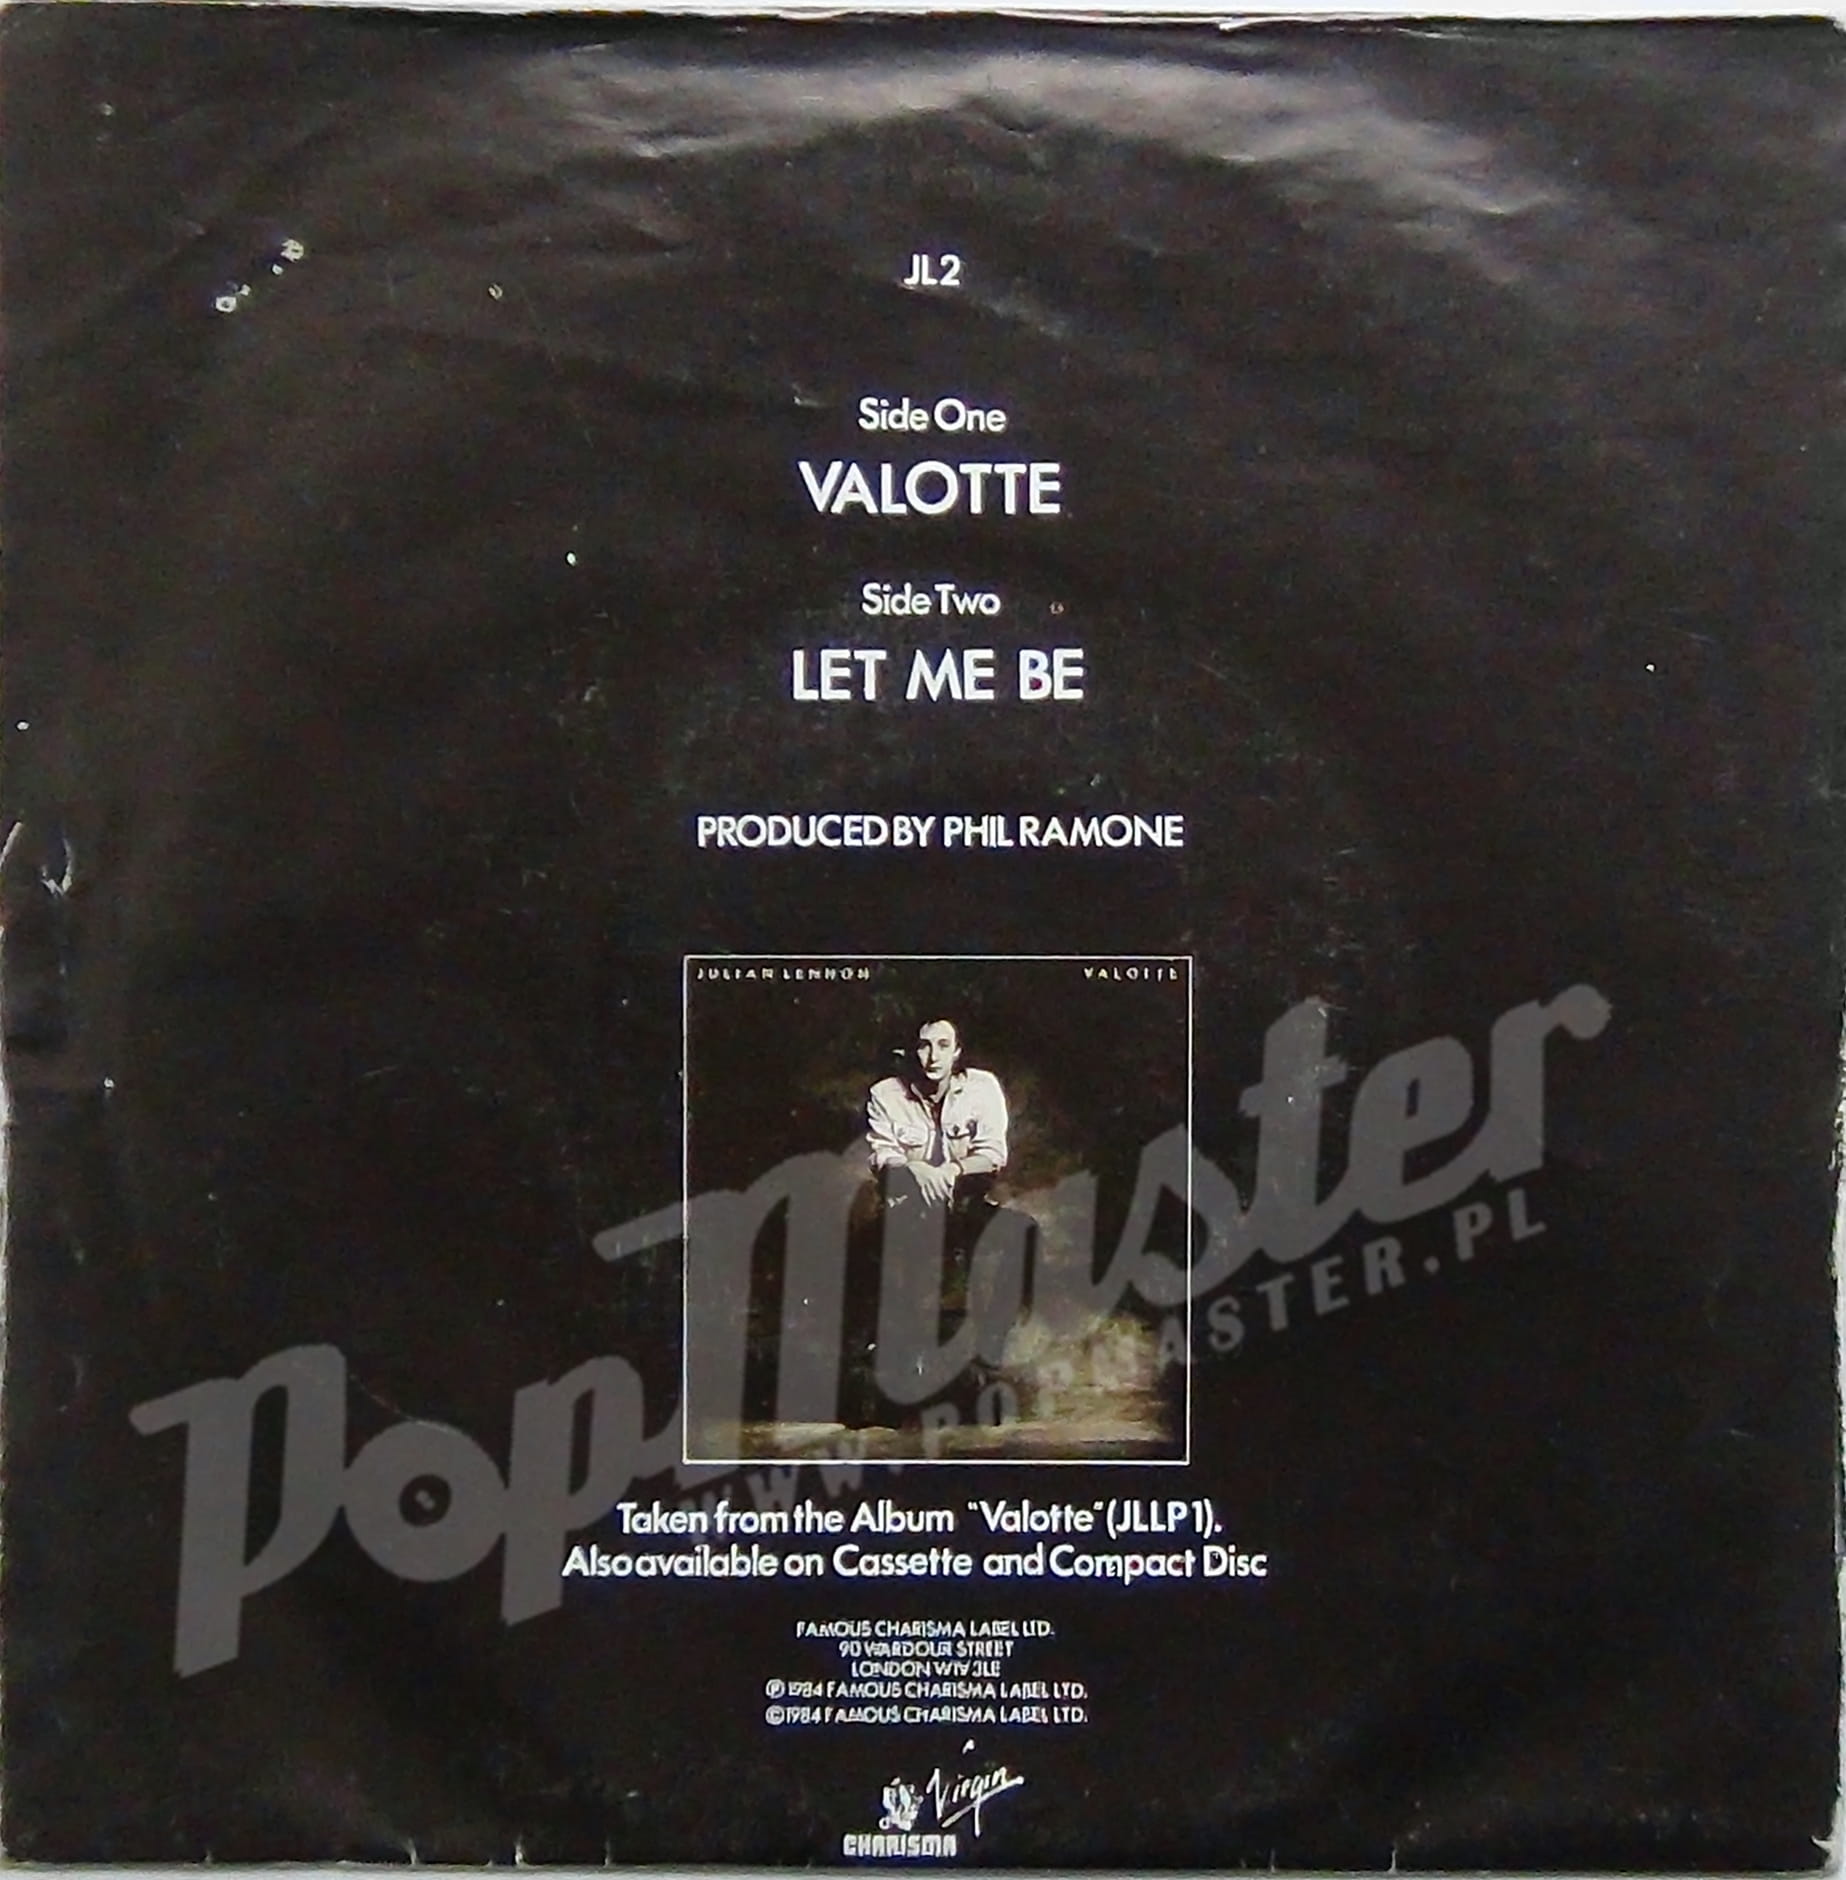 JL2
Side One
VALOTTE
Side Two
LET ME BE
PRODUCED BY PHIL RAMONE
JULIAN LENNON VALOTTE
PopMaster
WWW.POPMASTER.PL
Taken from the Album "Valotte" (JLLP1).
Also available on Cassette and Compact Disc
FAMOUS CHARISMA LABEL LTD.
90 WARDOUR STREET
LONDON W1V 3LE
℗ 1984 FAMOUS CHARISMA LABEL LTD.
© 1984 FAMOUS CHARISMA LABEL LTD.
Virgin
CHARISMA